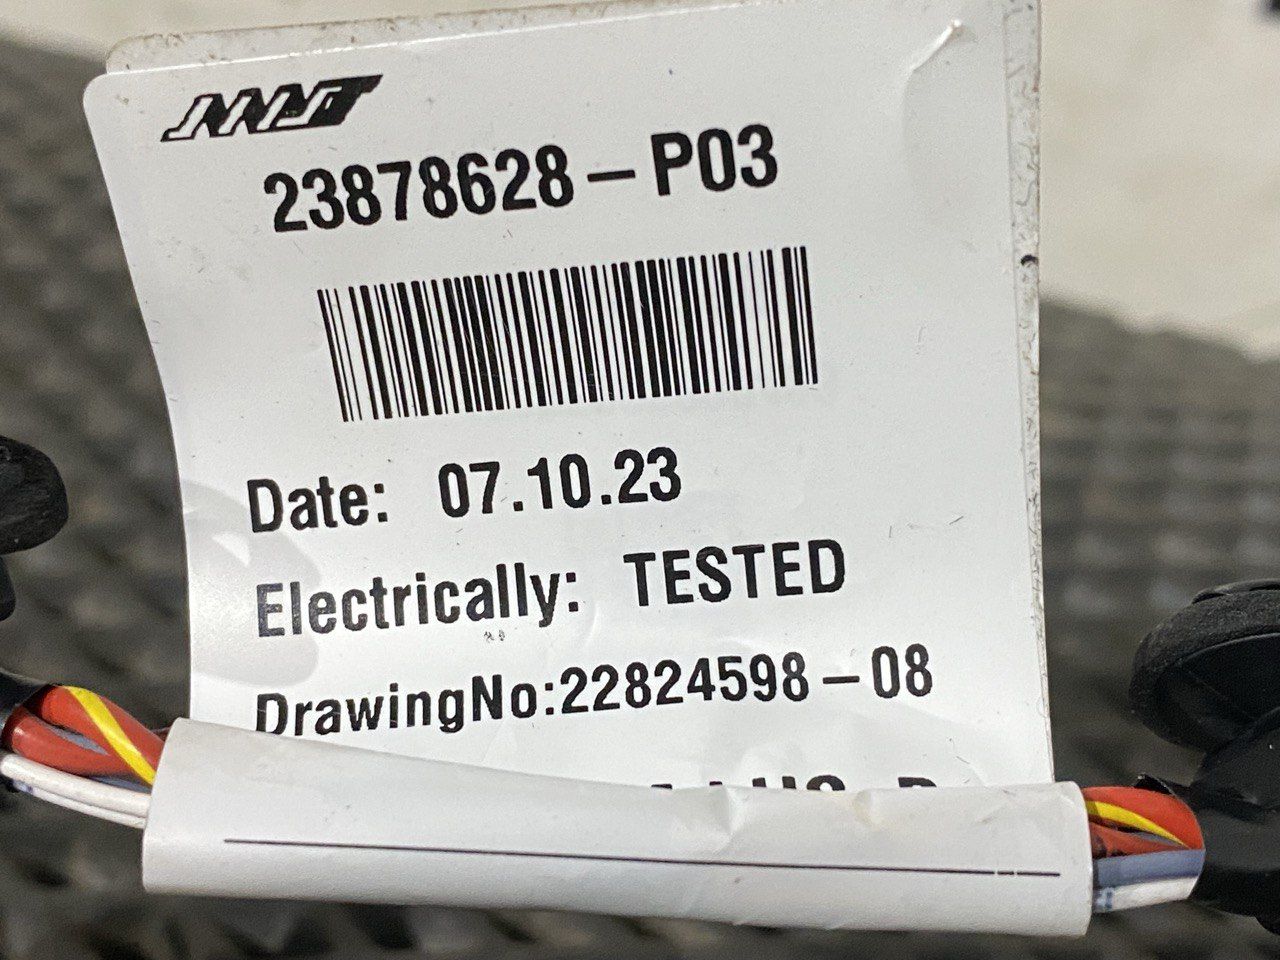 23878628-P03
Date: 07.10.23
Electrically: TESTED
DrawingNo:22824598-08